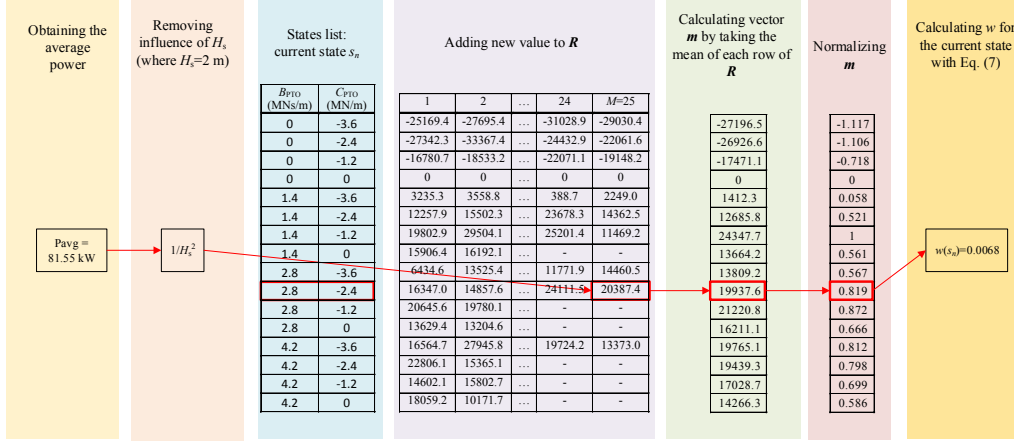 Obtaining the
average
power
Removing
influence of Hs
(where Hs=2 m)
States list:
current state sn
Adding new value to R
Calculating vector
m by taking the
mean of each row of
R
Normalizing
m
Calculating w for
the current state
with Eq. (7)
Pavg =
81.55 kW
1/Hs²
BPTO CPTO
(MNs/m) (MN/m)
0 -3.6
0 -2.4
0 -1.2
0 0
1.4 -3.6
1.4 -2.4
1.4 -1.2
1.4 0
2.8 -3.6
2.8 -2.4
2.8 -1.2
2.8 0
4.2 -3.6
4.2 -2.4
4.2 -1.2
4.2 0
1 2 … 24 M=25
-25169.4 -27695.4 … -31028.9 -29030.4
-27342.3 -33367.4 … -24432.9 -22061.6
-16780.7 -18533.2 … -22071.1 -19148.2
0 0 … 0 0
3235.3 3558.8 … 388.7 2249.0
12257.9 15502.3 … 23678.3 14362.5
19802.9 29504.1 … 25201.4 11469.2
15906.4 16192.1 … - -
6434.6 13525.4 … 11771.9 14460.5
16347.0 14857.6 … 24111.5 20387.4
20645.6 19780.1 … - -
13629.4 13204.6 … - -
16564.7 27945.8 … 19724.2 13373.0
22806.1 15365.1 … - -
14602.1 15802.7 … - -
18059.2 10171.7 … - -
-27196.5
-26926.6
-17471.1
0
1412.3
12685.8
24347.7
13664.2
13809.2
19937.6
21220.8
16211.1
19765.1
19439.3
17028.7
14266.3
-1.117
-1.106
-0.718
0
0.058
0.521
1
0.561
0.567
0.819
0.872
0.666
0.812
0.798
0.699
0.586
w(sn)=0.0068